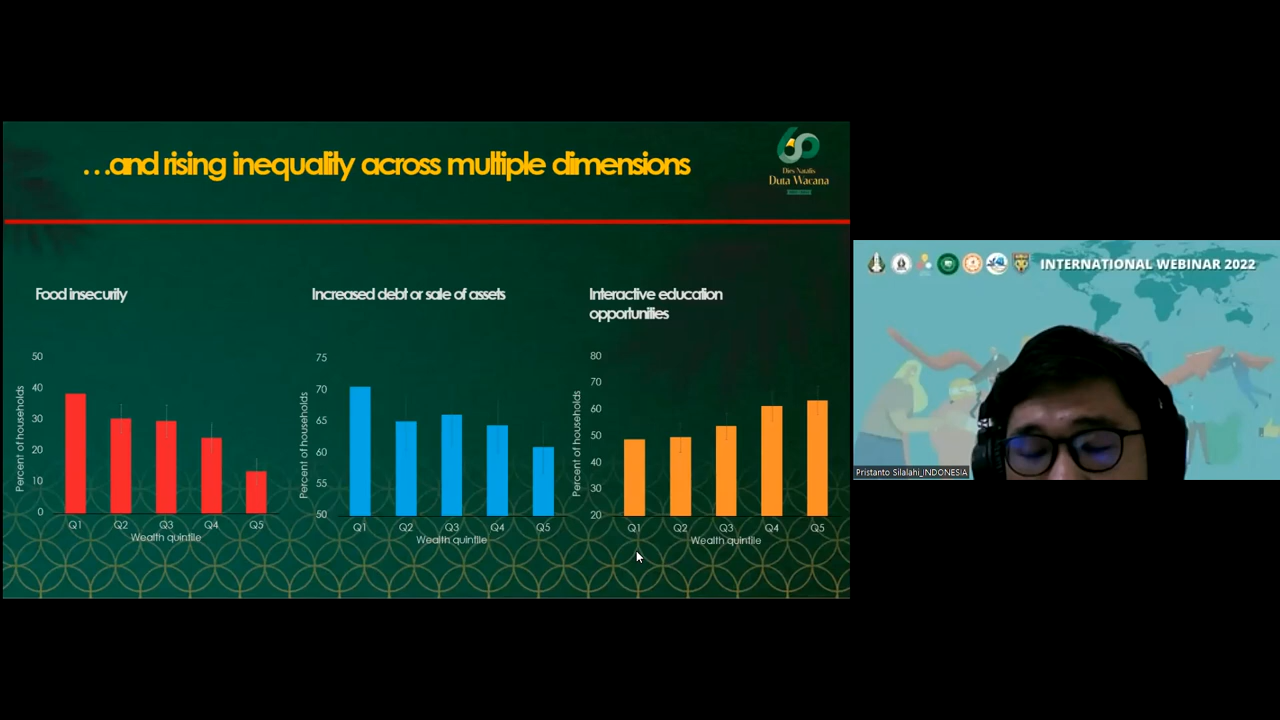 ...and rising inequality across multiple dimensions
Dies Natalis
Duta Wacana
Food insecurity
Percent of households
50
40
30
20
10
0
Q1 Q2 Q3 Q4 Q5
Wealth quintile
Increased debt or sale of assets
Percent of households
75
70
65
60
55
50
Q1 Q2 Q3 Q4 Q5
Wealth quintile
Interactive education
opportunities
Percent of households
80
70
60
50
40
30
20
Q1 Q2 Q3 Q4 Q5
Wealth quintile
INTERNATIONAL WEBINAR 2022
Pristanto Silalahi_INDONESIA